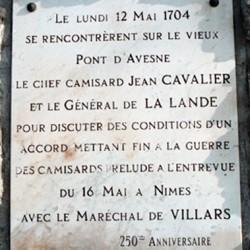 Le lundi 12 Mai 1704
se rencontrèrent sur le vieux
Pont d'Avesne
le chef camisard Jean CAVALIER
et le Général de LA LANDE
pour discuter des conditions d'un
accord mettant fin a la guerre
des camisards prelude a l'entrevue
du 16 Mai a Nimes
avec le Maréchal de VILLARS
250ème Anniversaire